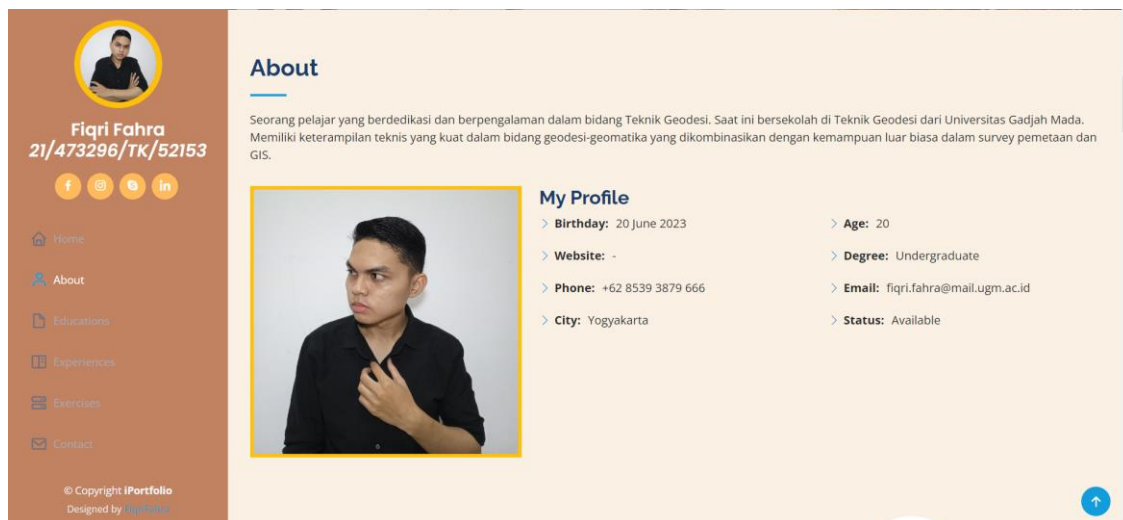 Fiqri Fahra
21/473296/TK/52153
Home
About
Educations
Experiences
Exercises
Contact
© Copyright iPortfolio
Designed by
About
Seorang pelajar yang berdedikasi dan berpengalaman dalam bidang Teknik Geodesi. Saat ini bersekolah di Teknik Geodesi dari Universitas Gadjah Mada.
Memiliki keterampilan teknis yang kuat dalam bidang geodesi-geomatika yang dikombinasikan dengan kemampuan luar biasa dalam survey pemetaan dan
GIS.
My Profile
Birthday: 20 June 2023
Age: 20
Website: -
Degree: Undergraduate
Phone: +62 8539 3879 666
Email: fiqri.fahra@mail.ugm.ac.id
City: Yogyakarta
Status: Available